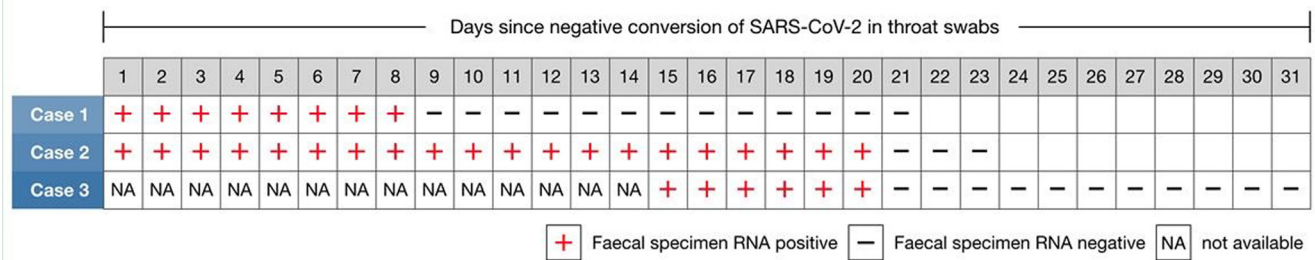 Days since negative conversion of SARS-CoV-2 in throat swabs
1 2 3 4 5 6 7 8 9 10 11 12 13 14 15 16 17 18 19 20 21 22 23 24 25 26 27 28 29 30 31
Case 1 + + + + + + + + − − − − − − − − − − − − −
Case 2 + + + + + + + + + + + + + + + + + + + + − − −
Case 3 NA NA NA NA NA NA NA NA NA NA NA NA NA NA + + + + + + − − − − − − − − − − −
+ Faecal specimen RNA positive − Faecal specimen RNA negative NA not available